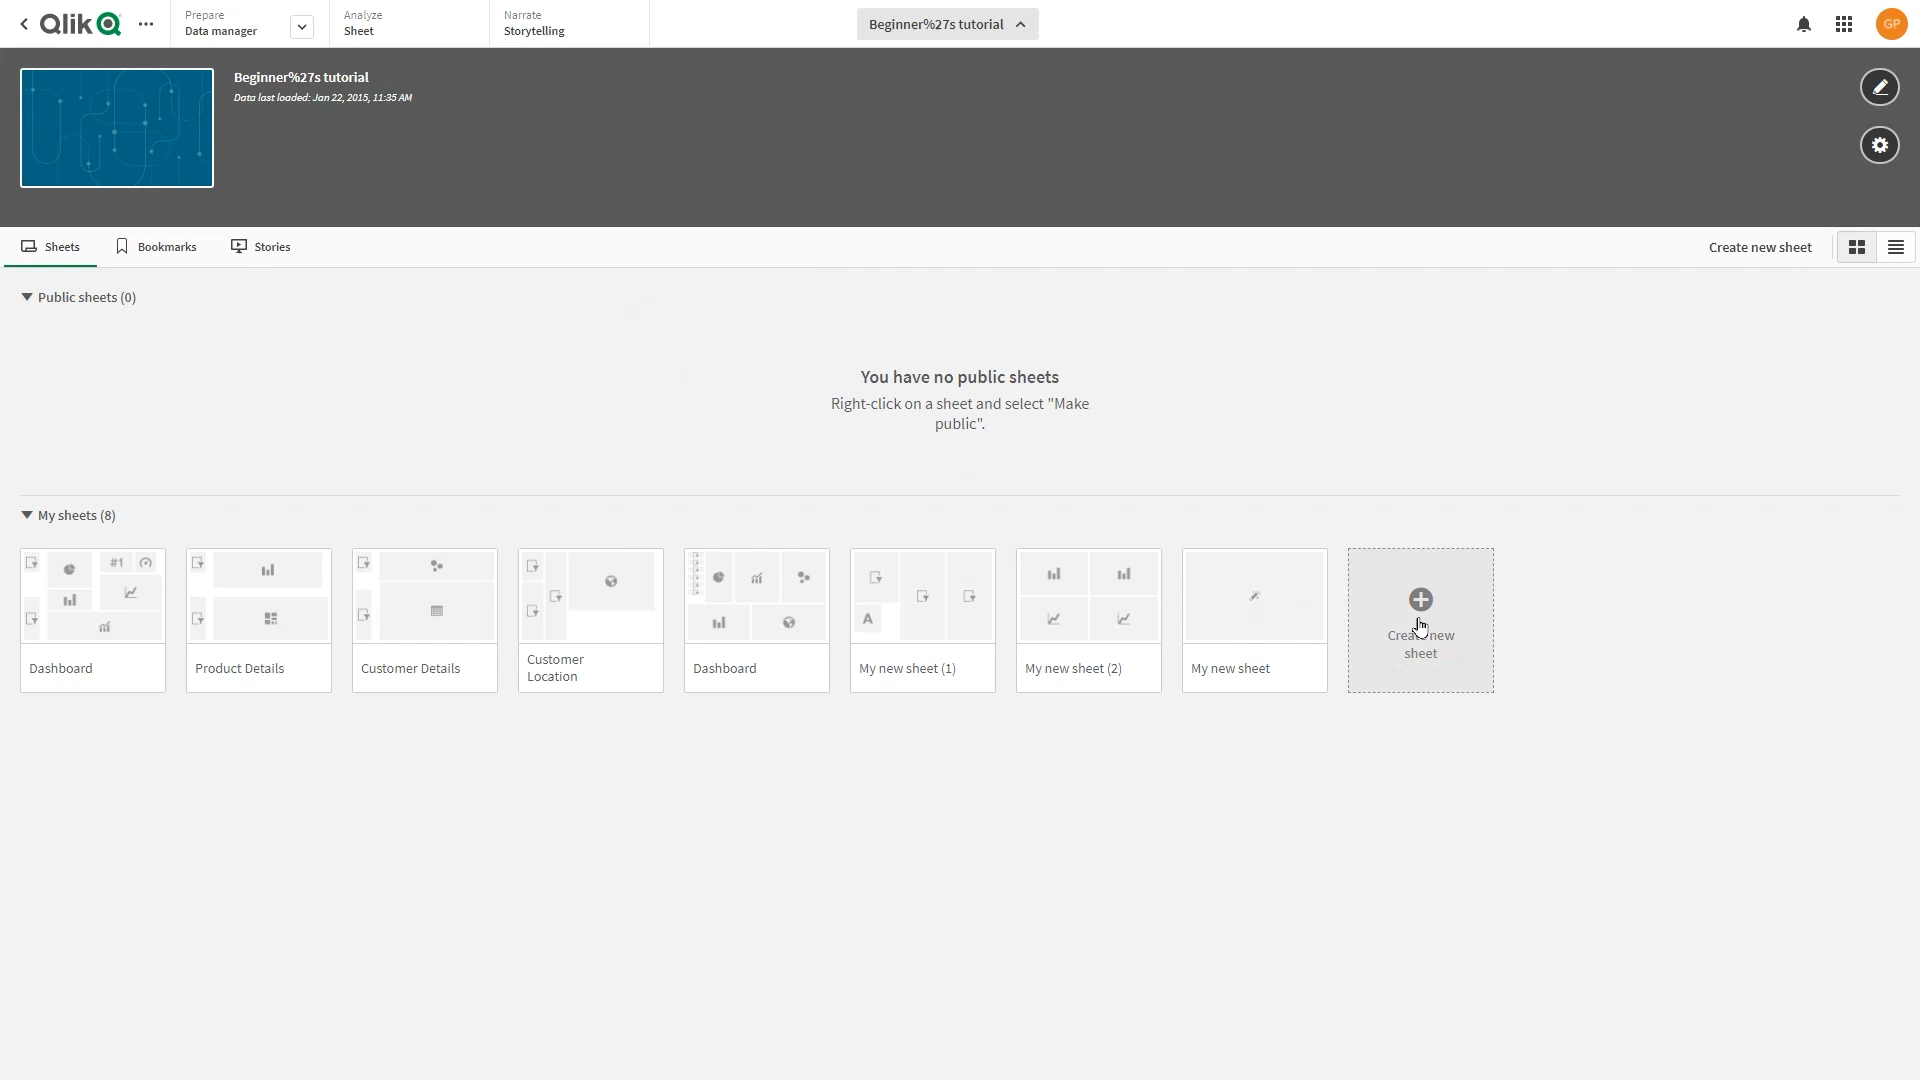 Qlik
Prepare
Data manager
Analyze
Sheet
Narrate
Storytelling
Beginner%27s tutorial
GP
Beginner%27s tutorial
Data last loaded: Jan 22, 2015, 11:35 AM
Sheets
Bookmarks
Stories
Create new sheet
Public sheets (0)
You have no public sheets
Right-click on a sheet and select "Make
public".
My sheets (8)
#1
A
Dashboard
Product Details
Customer Details
Customer
Location
Dashboard
My new sheet (1)
My new sheet (2)
My new sheet
Create new
sheet